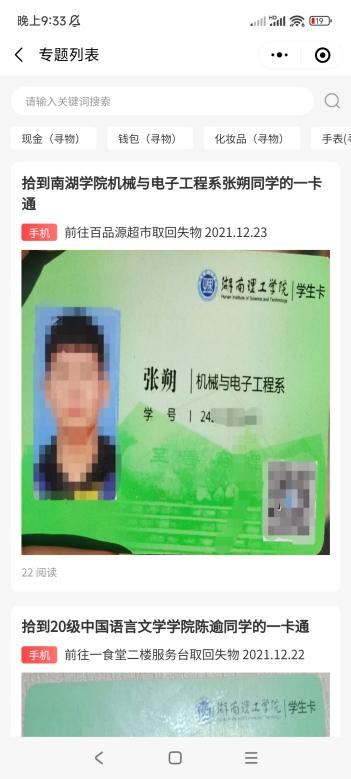 晚上9:33
19
专题列表
请输入关键词搜索
现金（寻物）
钱包（寻物）
化妆品（寻物）
手表(寻
拾到南湖学院机械与电子工程系张朔同学的一卡
通
手机 前往百品源超市取回失物 2021.12.23
湖南理工学院 学生卡
Hunan Institute of Science and Technology
张朔 机械与电子工程系
学 号 24
22 阅读
拾到20级中国语言文学学院陈逾同学的一卡通
手机 前往一食堂二楼服务台取回失物 2021.12.22
湖南理工学院 学生卡